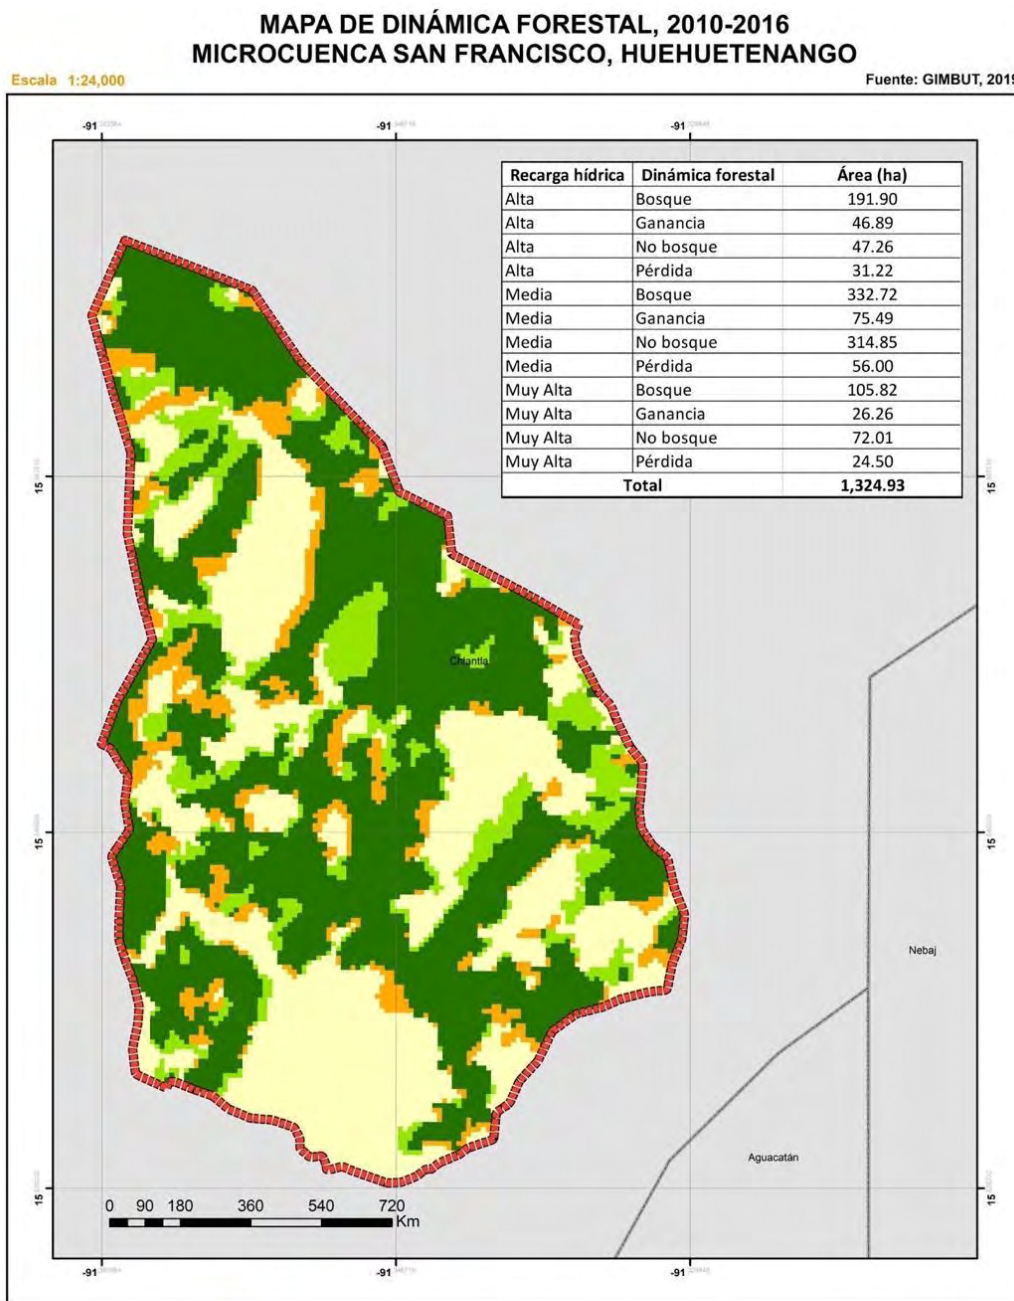 MAPA DE DINÁMICA FORESTAL, 2010-2016
MICROCUENCA SAN FRANCISCO, HUEHUETENANGO
Escala 1:24,000
Fuente: GIMBUT, 2019
-91 -91 -91
Recarga hídrica Dinámica forestal Área (ha)
Alta Bosque 191.90
Alta Ganancia 46.89
Alta No bosque 47.26
Alta Pérdida 31.22
Media Bosque 332.72
Media Ganancia 75.49
Media No bosque 314.85
Media Pérdida 56.00
Muy Alta Bosque 105.82
Muy Alta Ganancia 26.26
Muy Alta No bosque 72.01
Muy Alta Pérdida 24.50
Total 1,324.93
15 15
Chiantla
15 15
Nebaj
Aguacatán
15 15
0 90 180 360 540 720
Km
-91 -91 -91